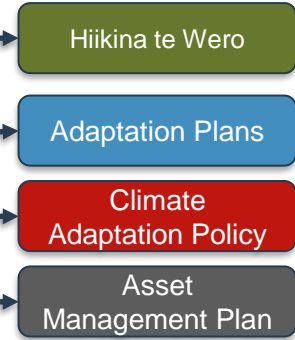 Hiikina te Wero
Adaptation Plans
Climate
Adaptation Policy
Asset
Management Plan